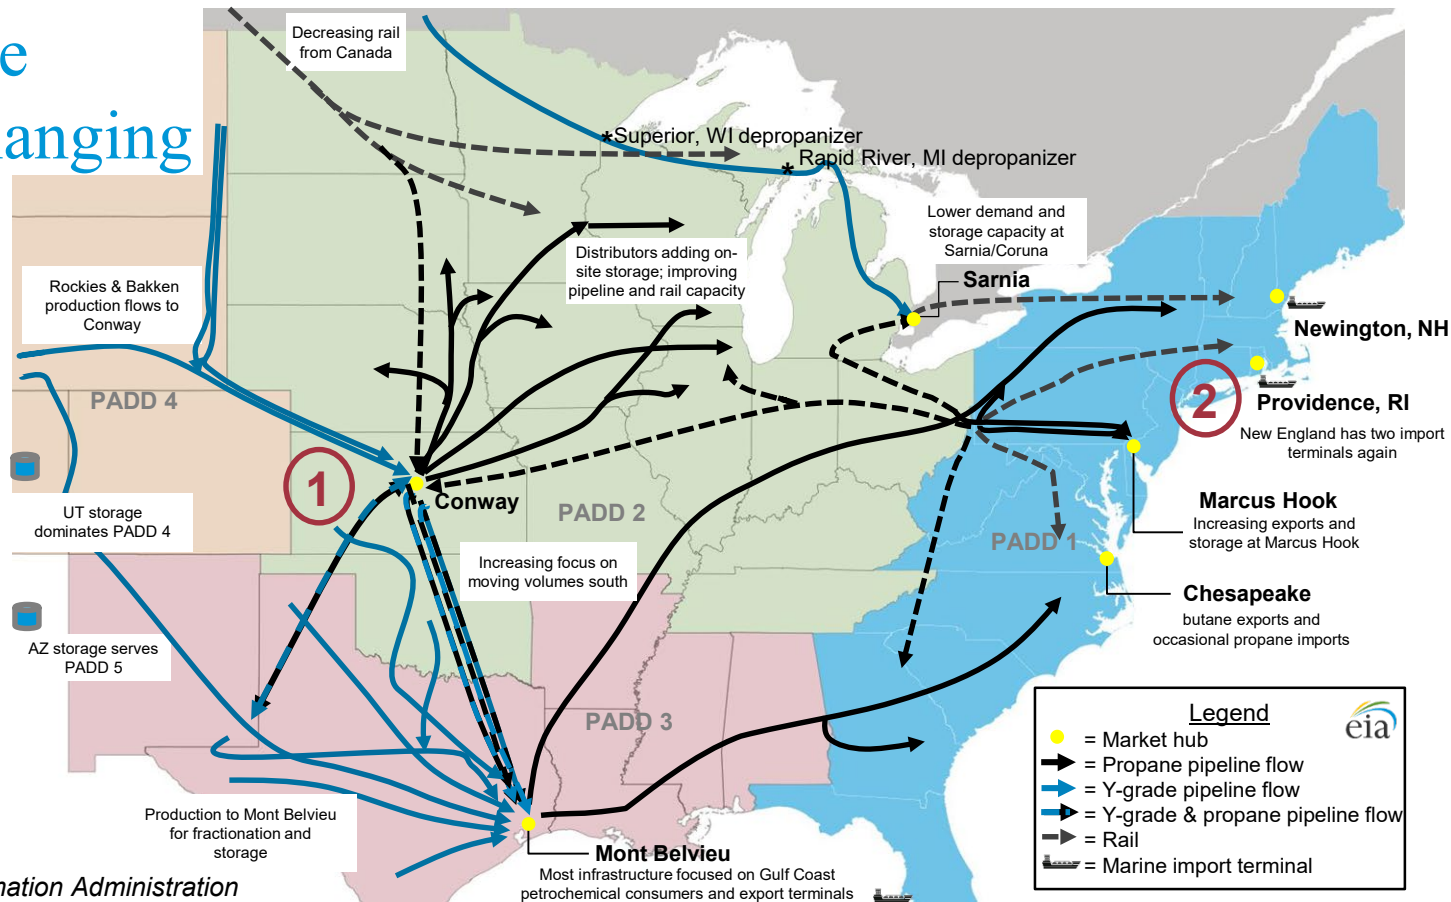 e
anging
Decreasing rail
from Canada
*Superior, WI depropanizer
* Rapid River, MI depropanizer
Lower demand and
storage capacity at
Sarnia/Coruna
Sarnia
Distributors adding on-
site storage; improving
pipeline and rail capacity
Rockies & Bakken
production flows to
Conway
Newington, NH
PADD 4
2
Providence, RI
New England has two import
terminals again
1
Conway
PADD 2
UT storage
dominates PADD 4
Marcus Hook
Increasing exports and
storage at Marcus Hook
PADD 1
Increasing focus on
moving volumes south
Chesapeake
butane exports and
occasional propane imports
AZ storage serves
PADD 5
PADD 3
Legend
eia
= Market hub
= Propane pipeline flow
= Y-grade pipeline flow
= Y-grade & propane pipeline flow
= Rail
= Marine import terminal
Production to Mont Belvieu
for fractionation and
storage
Mont Belvieu
Most infrastructure focused on Gulf Coast
petrochemical consumers and export terminals
nation Administration